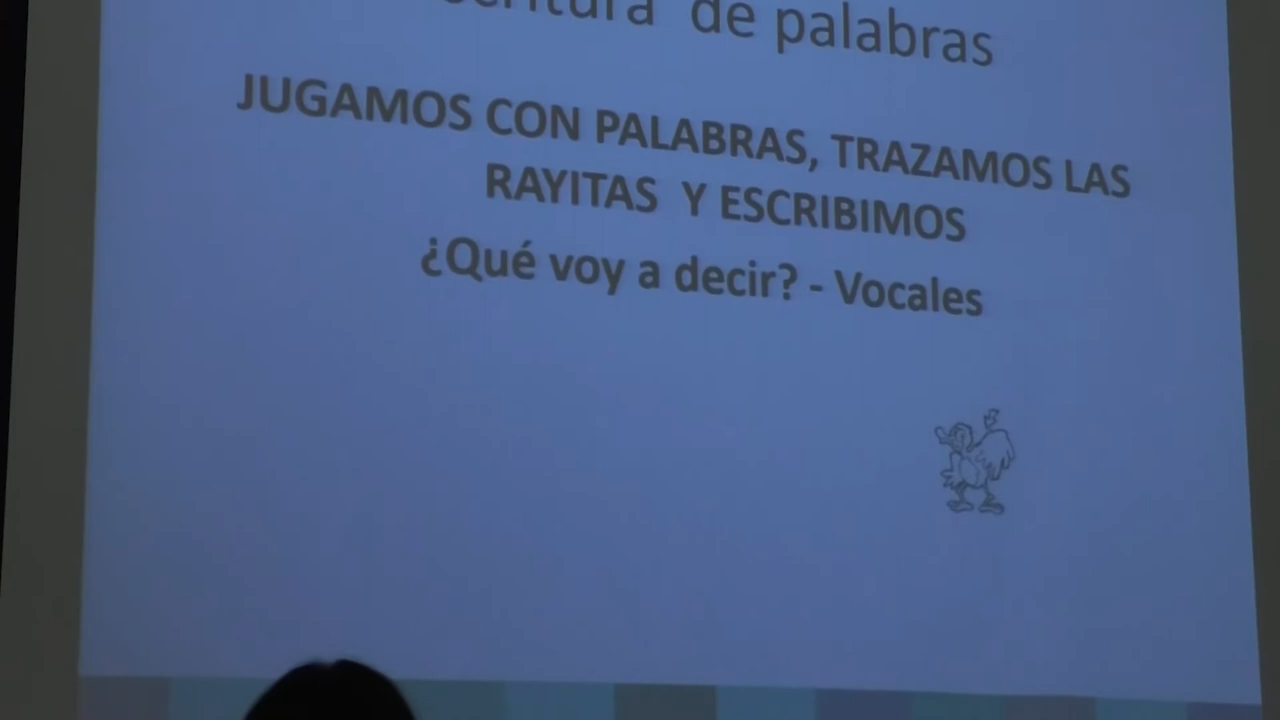 de palabras
JUGAMOS CON PALABRAS, TRAZAMOS LAS
RAYITAS Y ESCRIBIMOS
¿Qué voy a decir? - Vocales